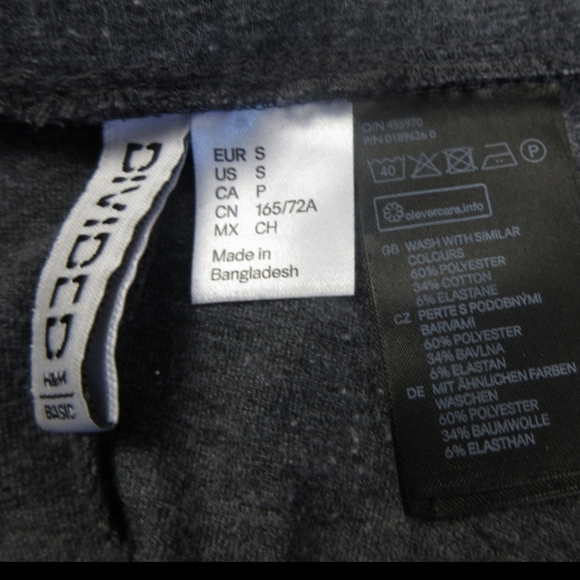 DIVIDED
H&M
BASIC
EUR S
US S
CA P
CN 165/72A
MX CH
Made in
Bangladesh
O/N 495970
P/N 0189626 0
40
P
clevercare.info
GB WASH WITH SIMILAR
COLOURS
60% POLYESTER
34% COTTON
6% ELASTANE
CZ PERTE S PODOBNÝMI
BARVAMI
60% POLYESTER
34% BAVLNA
6% ELASTAN
DE MIT ÄHNLICHEN FARBEN
WASCHEN
60% POLYESTER
34% BAUMWOLLE
6% ELASTHAN